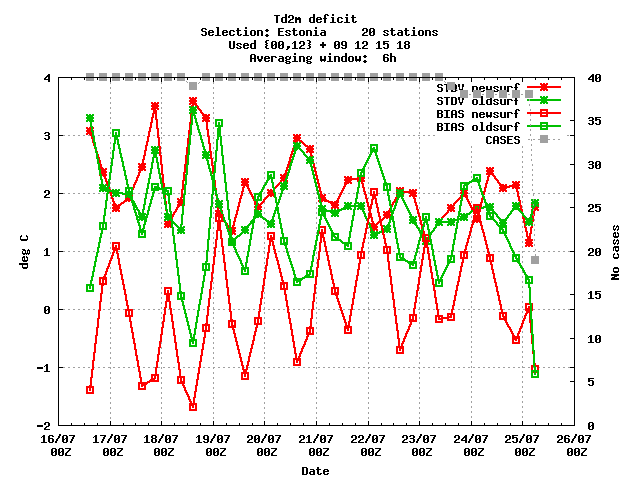 Td2m deficit
Selection: Estonia     20 stations
Used {00,12} + 09 12 15 18
Averaging window:  6h
STDV newsurf
STDV oldsurf
BIAS newsurf
BIAS oldsurf
CASES
4
3
2
1
0
-1
-2
deg C
40
35
30
25
20
15
10
5
0
No cases
16/07 17/07 18/07 19/07 20/07 21/07 22/07 23/07 24/07 25/07 26/07
00Z 00Z 00Z 00Z 00Z 00Z 00Z 00Z 00Z 00Z 00Z
Date